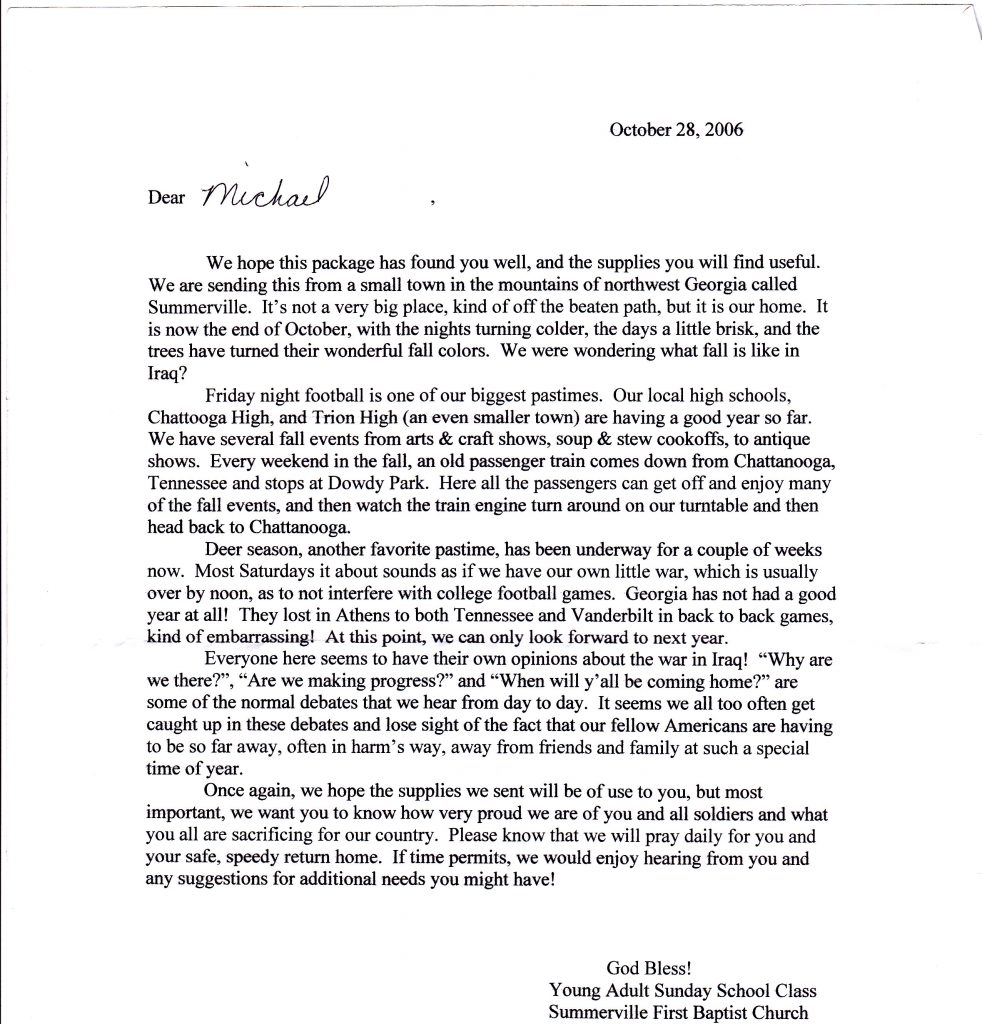 October 28, 2006
Dear Michael ,
We hope this package has found you well, and the supplies you will find useful.
We are sending this from a small town in the mountains of northwest Georgia called
Summerville. It's not a very big place, kind of off the beaten path, but it is our home. It
is now the end of October, with the nights turning colder, the days a little brisk, and the
trees have turned their wonderful fall colors. We were wondering what fall is like in
Iraq?
Friday night football is one of our biggest pastimes. Our local high schools,
Chattooga High, and Trion High (an even smaller town) are having a good year so far.
We have several fall events from arts & craft shows, soup & stew cookoffs, to antique
shows. Every weekend in the fall, an old passenger train comes down from Chattanooga,
Tennessee and stops at Dowdy Park. Here all the passengers can get off and enjoy many
of the fall events, and then watch the train engine turn around on our turntable and then
head back to Chattanooga.
Deer season, another favorite pastime, has been underway for a couple of weeks
now. Most Saturdays it about sounds as if we have our own little war, which is usually
over by noon, as to not interfere with college football games. Georgia has not had a good
year at all! They lost in Athens to both Tennessee and Vanderbilt in back to back games,
kind of embarrassing! At this point, we can only look forward to next year.
Everyone here seems to have their own opinions about the war in Iraq! “Why are
we there?”, “Are we making progress?” and “When will y'all be coming home?” are
some of the normal debates that we hear from day to day. It seems we all too often get
caught up in these debates and lose sight of the fact that our fellow Americans are having
to be so far away, often in harm's way, away from friends and family at such a special
time of year.
Once again, we hope the supplies we sent will be of use to you, but most
important, we want you to know how very proud we are of you and all soldiers and what
you all are sacrificing for our country. Please know that we will pray daily for you and
your safe, speedy return home. If time permits, we would enjoy hearing from you and
any suggestions for additional needs you might have!
God Bless!
Young Adult Sunday School Class
Summerville First Baptist Church